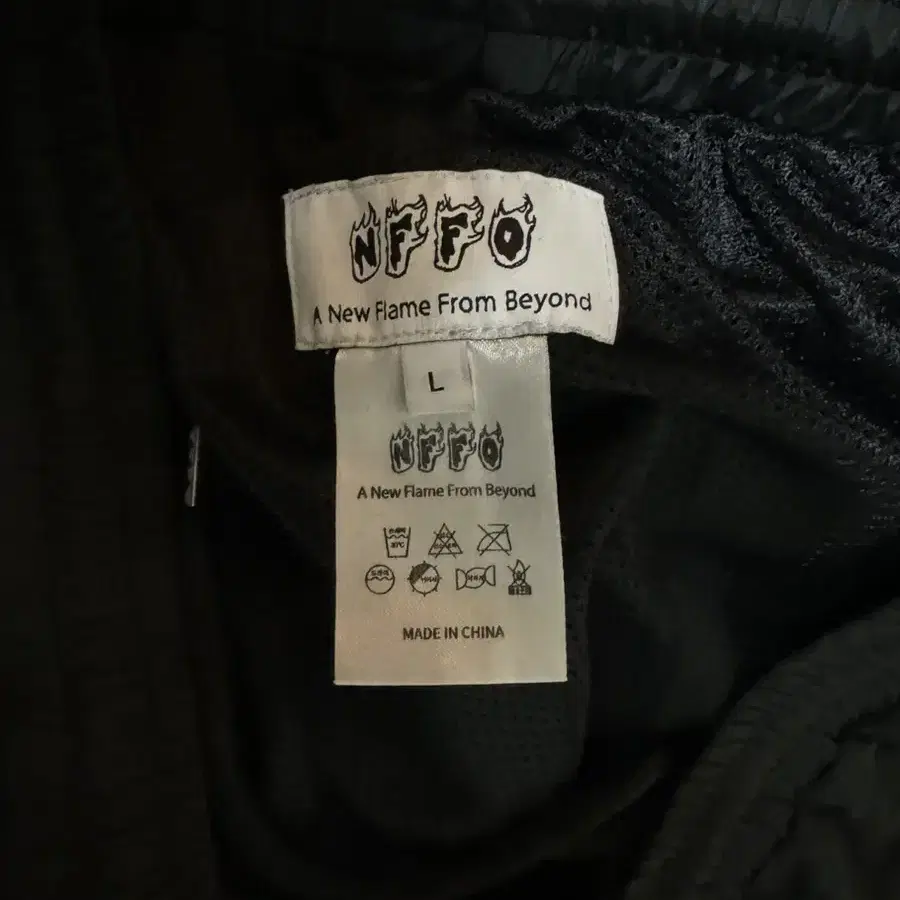 NFFO
A New Flame From Beyond
L
NFFO
A New Flame From Beyond
MADE IN CHINA